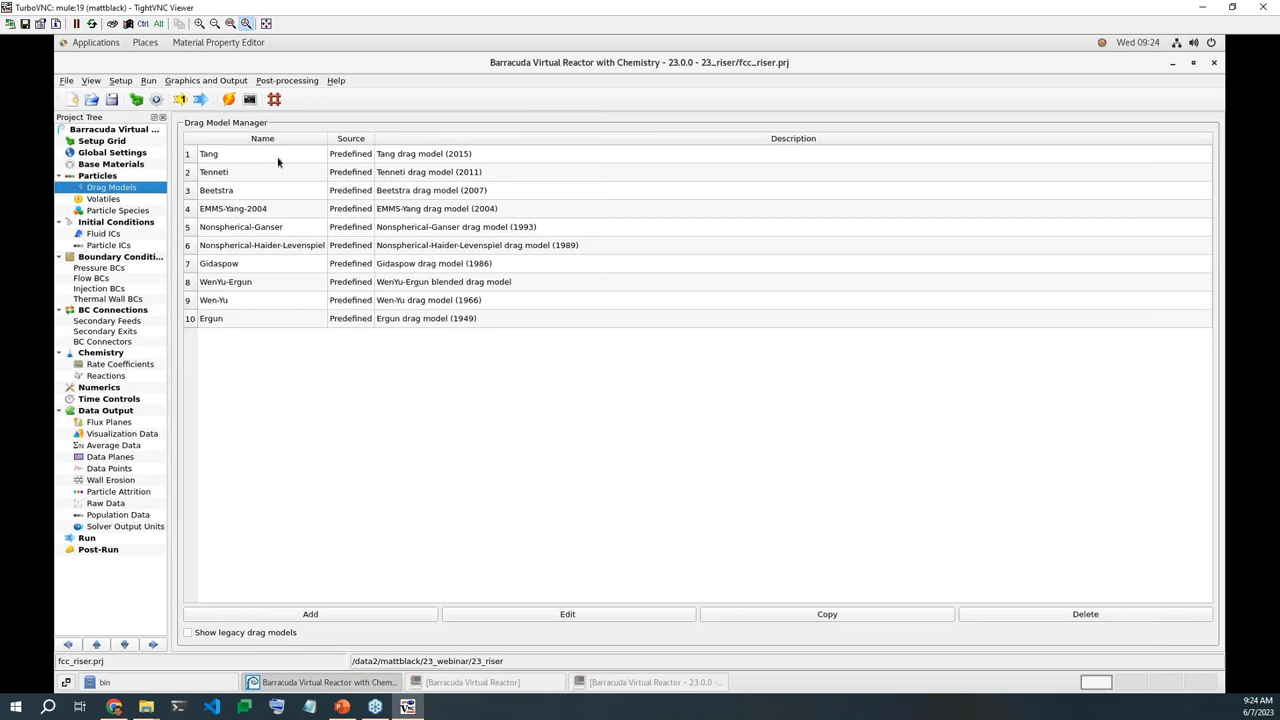 TurboVNC: mule:19 (mattblack) - TightVNC Viewer
Ctrl Alt
Applications Places Material Property Editor Wed 09:24
Barracuda Virtual Reactor with Chemistry - 23.0.0 - 23_riser/fcc_riser.prj
File View Setup Run Graphics and Output Post-processing Help
Project Tree
Barracuda Virtual ...
Setup Grid
Global Settings
Base Materials
Particles
Drag Models
Volatiles
Particle Species
Initial Conditions
Fluid ICs
Particle ICs
Boundary Conditi...
Pressure BCs
Flow BCs
Injection BCs
Thermal Wall BCs
BC Connections
Secondary Feeds
Secondary Exits
BC Connectors
Chemistry
Rate Coefficients
Reactions
Numerics
Time Controls
Data Output
Flux Planes
Visualization Data
Average Data
Data Planes
Data Points
Wall Erosion
Particle Attrition
Raw Data
Population Data
Solver Output Units
Run
Post-Run
Drag Model Manager
Name Source Description
1 Tang Predefined Tang drag model (2015)
2 Tenneti Predefined Tenneti drag model (2011)
3 Beetstra Predefined Beetstra drag model (2007)
4 EMMS-Yang-2004 Predefined EMMS-Yang drag model (2004)
5 Nonspherical-Ganser Predefined Nonspherical-Ganser drag model (1993)
6 Nonspherical-Haider-Levenspiel Predefined Nonspherical-Haider-Levenspiel drag model (1989)
7 Gidaspow Predefined Gidaspow drag model (1986)
8 WenYu-Ergun Predefined WenYu-Ergun blended drag model
9 Wen-Yu Predefined Wen-Yu drag model (1966)
10 Ergun Predefined Ergun drag model (1949)
Add Edit Copy Delete
Show legacy drag models
fcc_riser.prj /data2/mattblack/23_webinar/23_riser
bin Barracuda Virtual Reactor with Chem... [Barracuda Virtual Reactor] [Barracuda Virtual Reactor - 23.0.0 -...
9:24 AM
6/7/2023